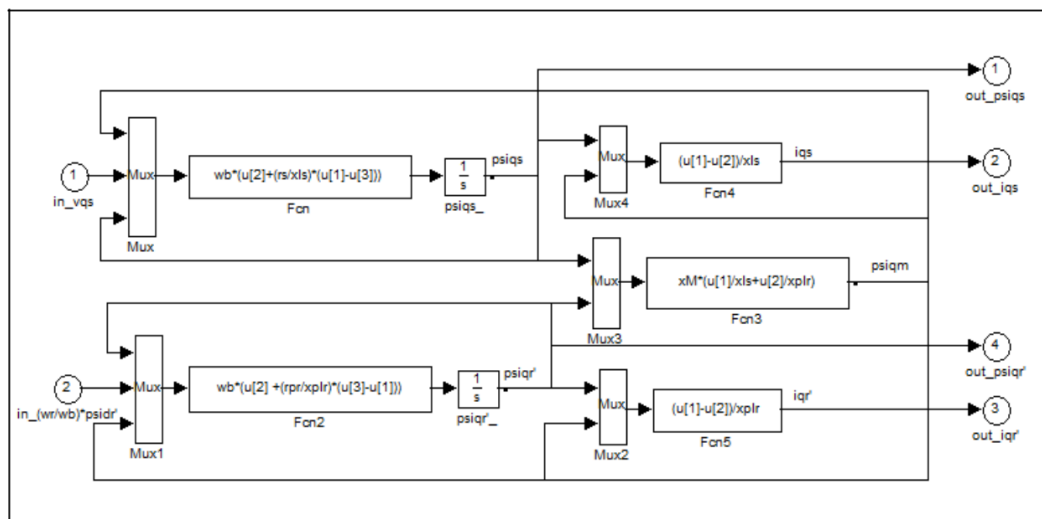 1
out_psiqs
psiqs
Mux
wb*(u[2]+(rs/xls)*(u[1]-u[3]))
1
s
Mux
(u[1]-u[2])/xls
iqs
2
out_iqs
1
in_vqs
Fcn
psiqs_
Mux4
Fcn4
Mux
psiqm
Mux
xM*(u[1]/xls+u[2]/xplr)
Fcn3
Mux3
4
out_psiqr'
2
in_(wr/wb)*psidr'
Mux
wb*(u[2] +(rpr/xplr)*(u[3]-u[1]))
1
s
psiqr'
Mux
(u[1]-u[2])/xplr
iqr'
3
out_iqr'
Fcn2
psiqr'_
Mux1
Mux2
Fcn5